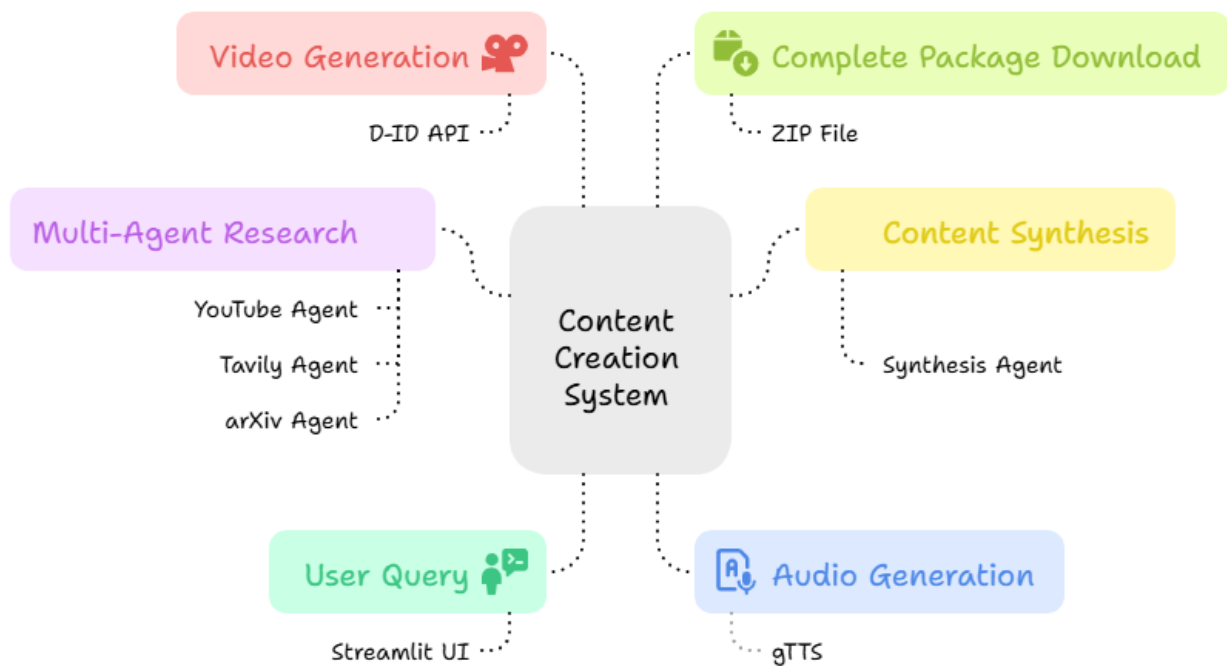 Video Generation
D-ID API
Complete Package Download
ZIP File
Multi-Agent Research
YouTube Agent
Tavily Agent
arXiv Agent
Content
Creation
System
Content Synthesis
Synthesis Agent
User Query
Streamlit UI
A
Audio Generation
gTTS